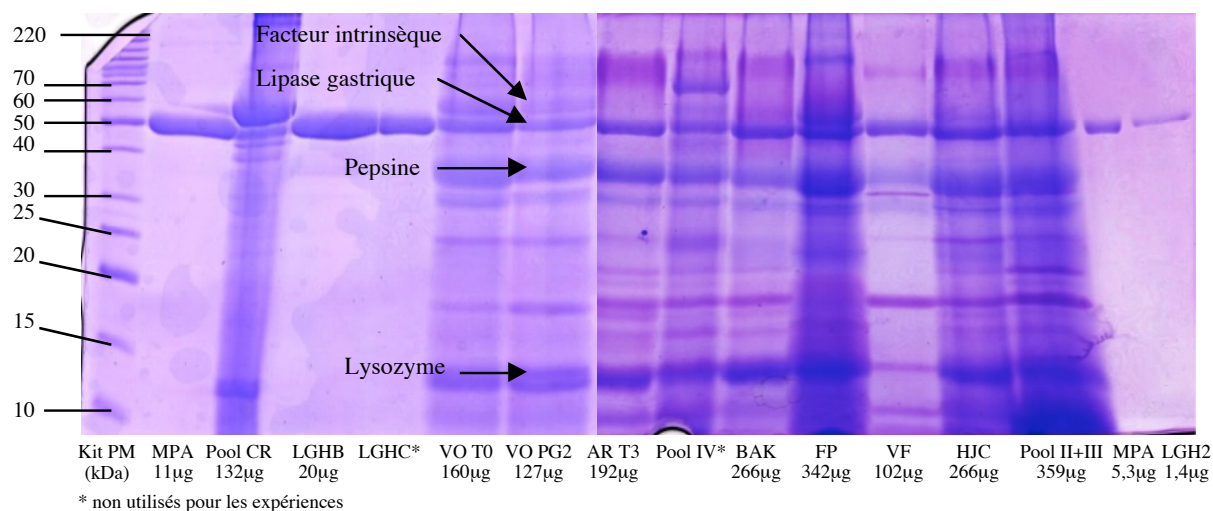 220
70
60
50
40
30
25
20
15
10
Facteur intrinsèque
Lipase gastrique
Pepsine
Lysozyme
Kit PM MPA Pool CR LGHB LGHC* VO T0 VO PG2 AR T3 Pool IV* BAK FP VF HJC Pool II+III MPA LGH2
(kDa) 11µg 132µg 20µg 160µg 127µg 192µg 266µg 342µg 102µg 266µg 359µg 5,3µg 1,4µg
* non utilisés pour les expériences